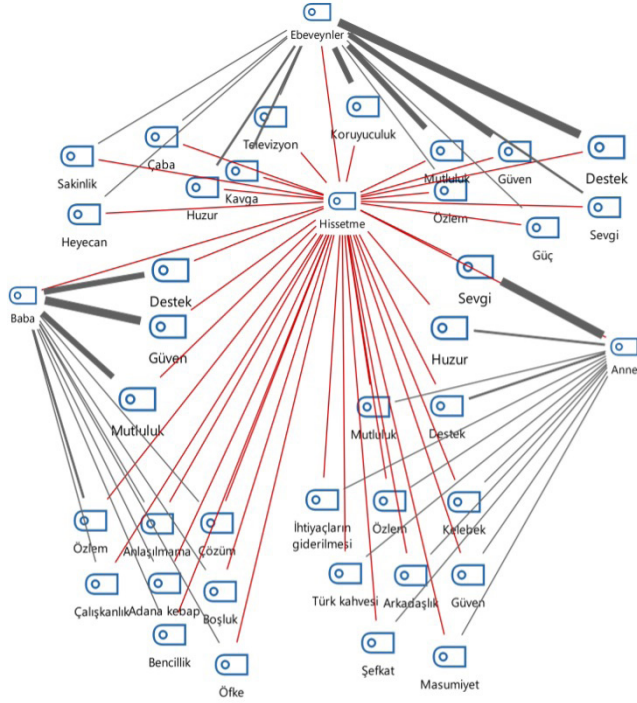 Ebeveynler
Televizyon
Koruyuculuk
Çaba
Mutluluk
Güven
Destek
Sakinlik
Kavga
Huzur
Özlem
Sevgi
Heyecan
Hissetme
Güç
Destek
Sevgi
Baba
Güven
Huzur
Anne
Mutluluk
Mutluluk
Destek
Özlem
Anlaşılmama
Çözüm
İhtiyaçların
giderilmesi
Özlem
Kelebek
Çalışkanlık
Adana kebap
Boşluk
Türk kahvesi
Arkadaşlık
Güven
Bencillik
Öfke
Şefkat
Masumiyet